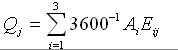 Q_j = \sum_{i=1}^{3} 3600^{-1} A_i E_{ij}